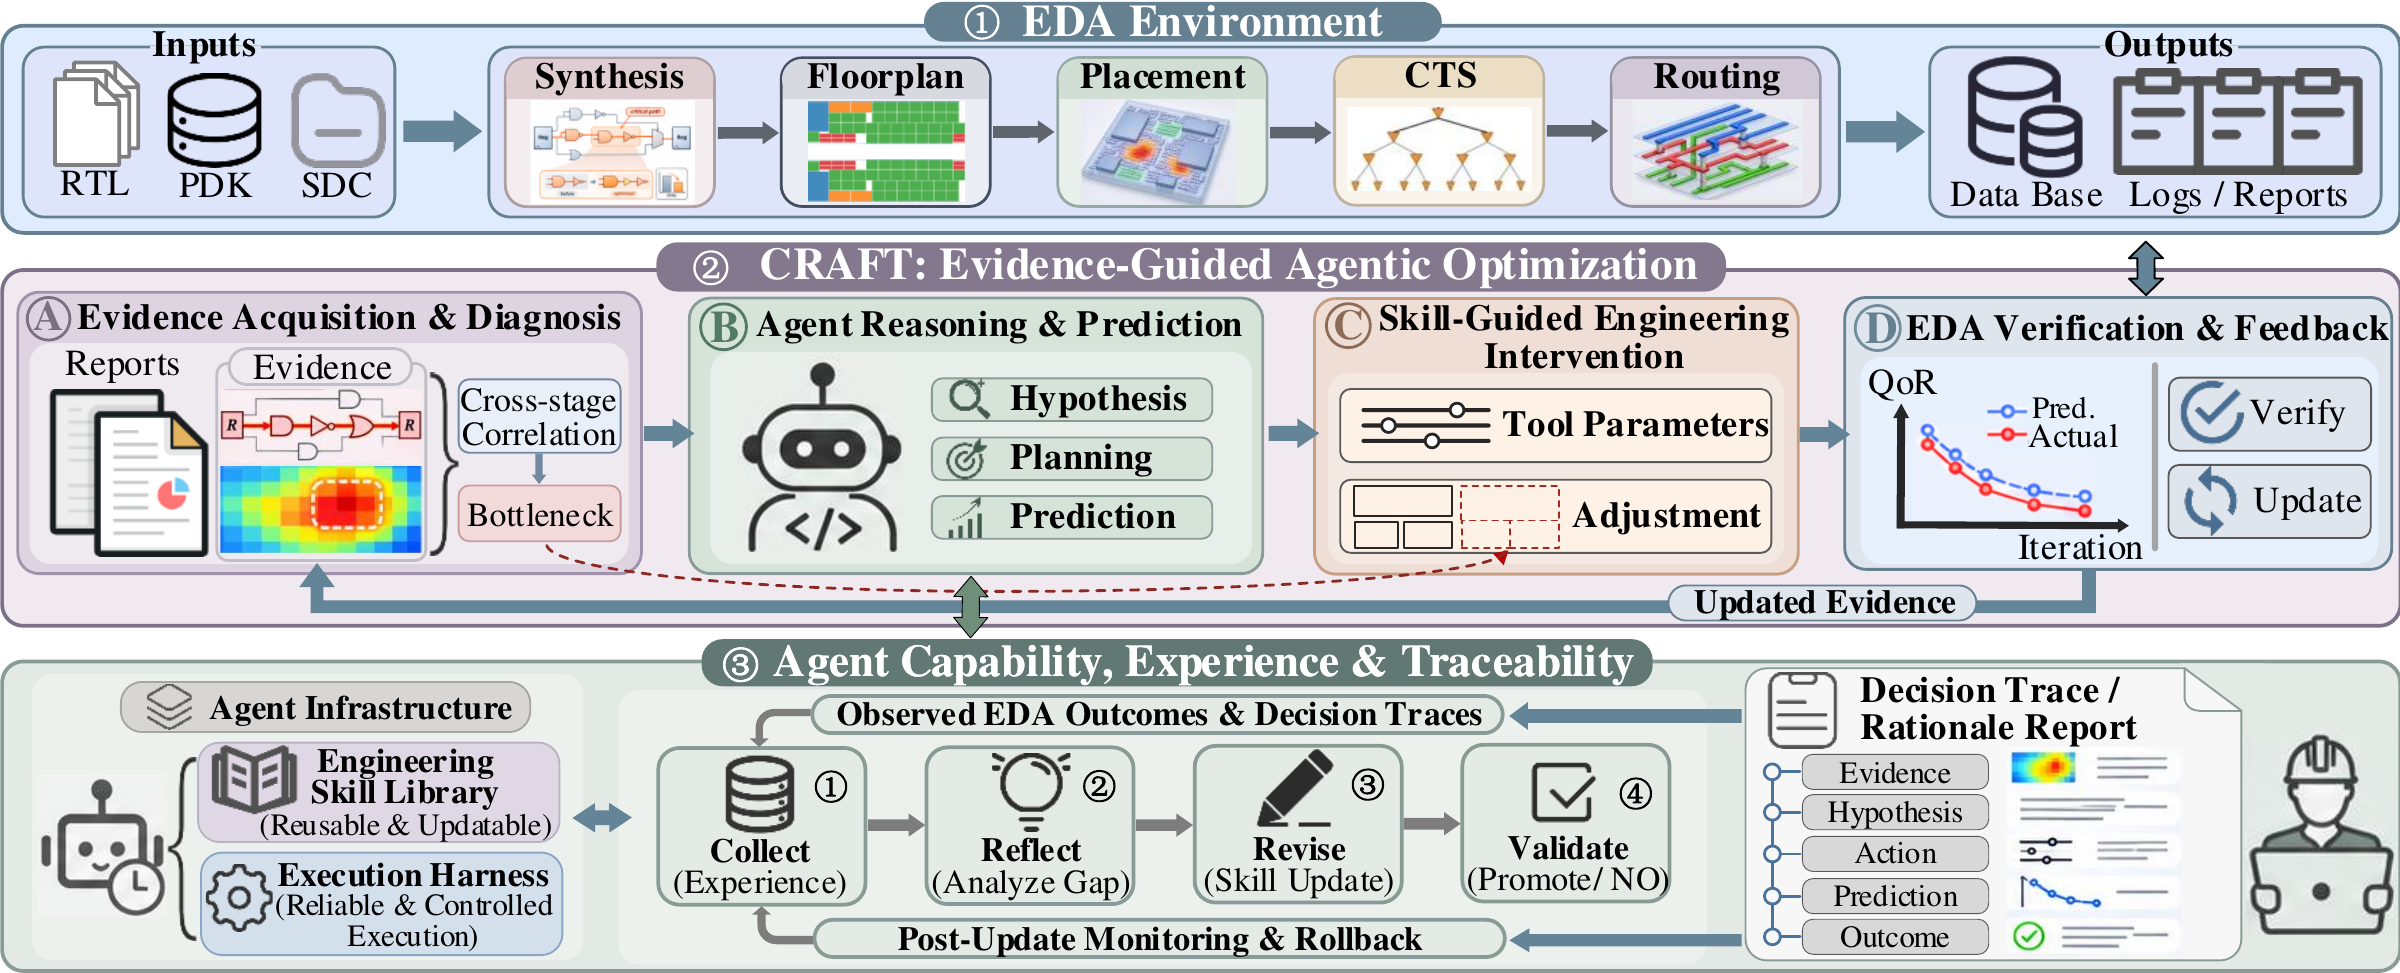 ① EDA Environment
Inputs
RTL
PDK
SDC
Synthesis
Floorplan
Placement
CTS
Routing
Outputs
Data Base
Logs / Reports
② CRAFT: Evidence-Guided Agentic Optimization
A Evidence Acquisition & Diagnosis
Reports
Evidence
R
R
Cross-stage
Correlation
Bottleneck
B Agent Reasoning & Prediction
Hypothesis
Planning
Prediction
</>
C Skill-Guided Engineering
Intervention
Tool Parameters
Adjustment
D EDA Verification & Feedback
QoR
Pred.
Actual
Iteration
Verify
Update
Updated Evidence
③ Agent Capability, Experience & Traceability
Agent Infrastructure
Engineering
Skill Library
(Reusable & Updatable)
Execution Harness
(Reliable & Controlled
Execution)
Observed EDA Outcomes & Decision Traces
①
Collect
(Experience)
②
Reflect
(Analyze Gap)
③
Revise
(Skill Update)
④
Validate
(Promote/ NO)
Post-Update Monitoring & Rollback
Decision Trace /
Rationale Report
Evidence
Hypothesis
Action
Prediction
Outcome